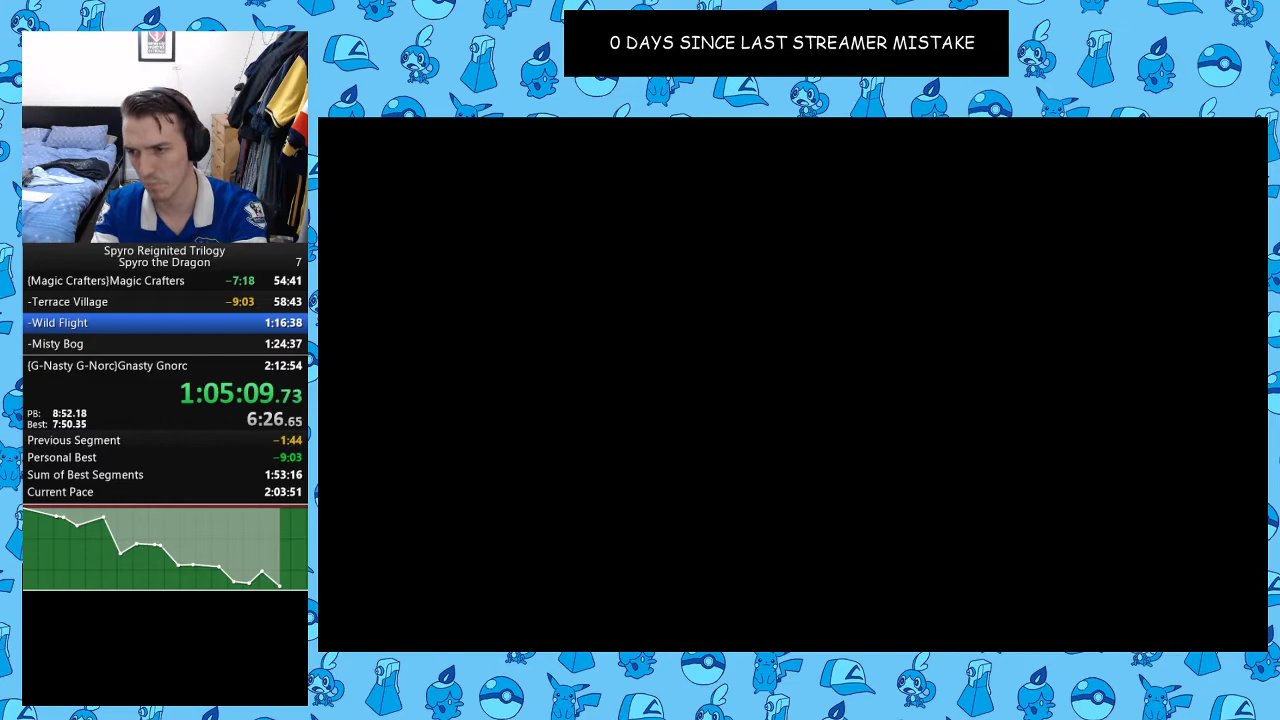 0 DAYS SINCE LAST STREAMER MISTAKE
Spyro Reignited Trilogy
Spyro the Dragon 7
{Magic Crafters}Magic Crafters −7:18 54:41
-Terrace Village −9:03 58:43
-Wild Flight 1:16:38
-Misty Bog 1:24:37
{G-Nasty G-Norc}Gnasty Gnorc 2:12:54
1:05:09.73
PB: 8:52.18
6:26.65
Best: 7:50.35
Previous Segment −1:44
Personal Best −9:03
Sum of Best Segments 1:53:16
Current Pace 2:03:51